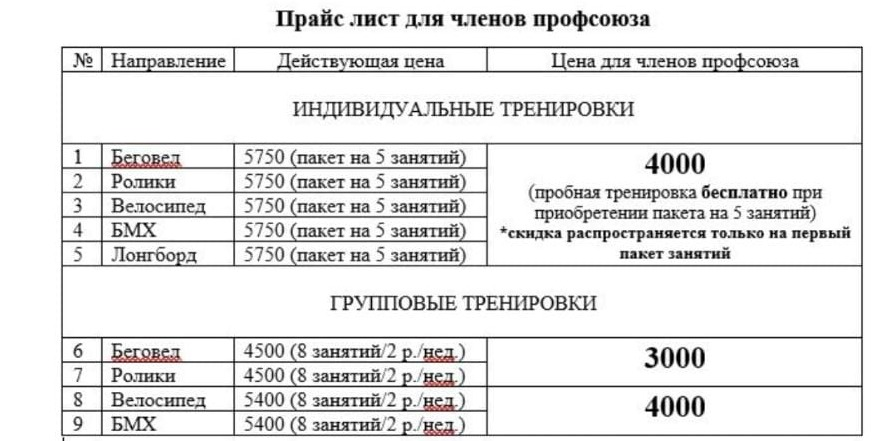 Прайс лист для членов профсоюза
№ Направление Действующая цена Цена для членов профсоюза
ИНДИВИДУАЛЬНЫЕ ТРЕНИРОВКИ
1 Беговел 5750 (пакет на 5 занятий)
2 Ролики 5750 (пакет на 5 занятий)
3 Велосипед 5750 (пакет на 5 занятий)
4 БМХ 5750 (пакет на 5 занятий)
5 Лонгборд 5750 (пакет на 5 занятий)
4000
(пробная тренировка бесплатно при
приобретении пакета на 5 занятий)
*скидка распространяется только на первый
пакет занятий
ГРУППОВЫЕ ТРЕНИРОВКИ
6 Беговел 4500 (8 занятий/2 р./нед.)
7 Ролики 4500 (8 занятий/2 р./нед.)
3000
8 Велосипед 5400 (8 занятий/2 р./нед.)
9 БМХ 5400 (8 занятий/2 р./нед.)
4000